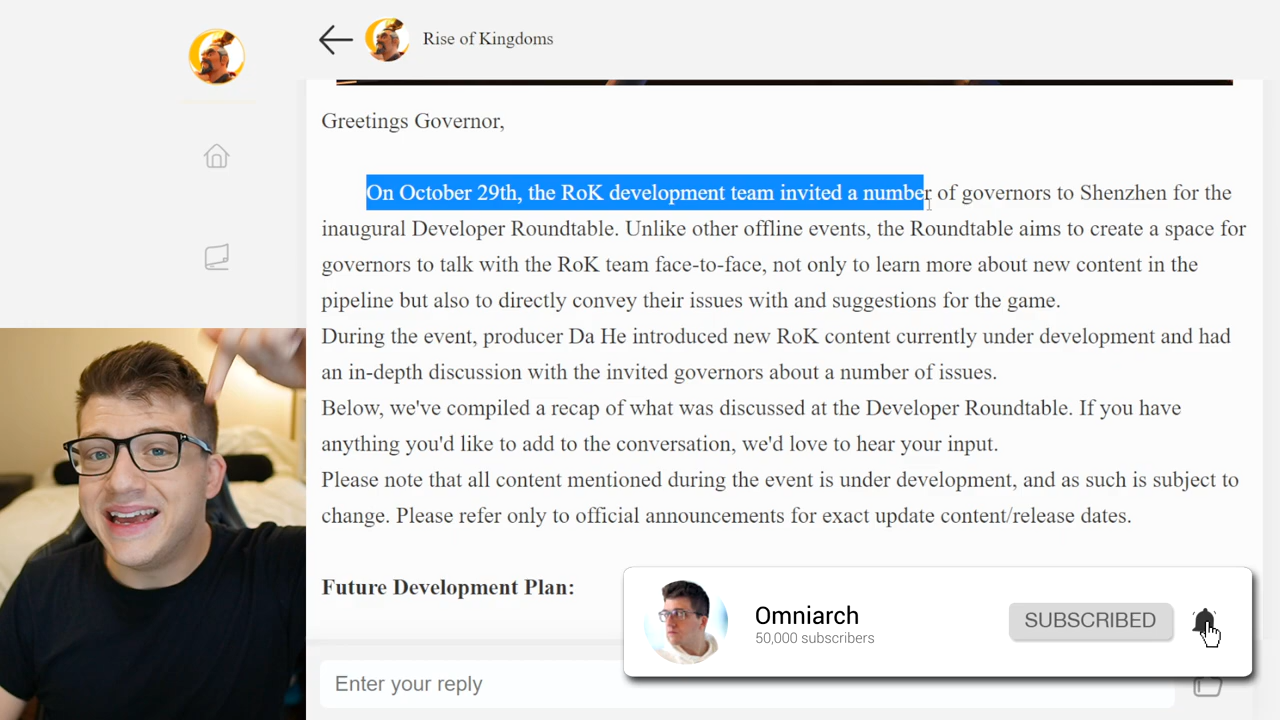 Rise of Kingdoms
Greetings Governor,
On October 29th, the RoK development team invited a number of governors to Shenzhen for the
inaugural Developer Roundtable. Unlike other offline events, the Roundtable aims to create a space for
governors to talk with the RoK team face-to-face, not only to learn more about new content in the
pipeline but also to directly convey their issues with and suggestions for the game.
During the event, producer Da He introduced new RoK content currently under development and had
an in-depth discussion with the invited governors about a number of issues.
Below, we've compiled a recap of what was discussed at the Developer Roundtable. If you have
anything you'd like to add to the conversation, we'd love to hear your input.
Please note that all content mentioned during the event is under development, and as such is subject to
change. Please refer only to official announcements for exact update content/release dates.
Future Development Plan:
Omniarch
50,000 subscribers
SUBSCRIBED
Enter your reply